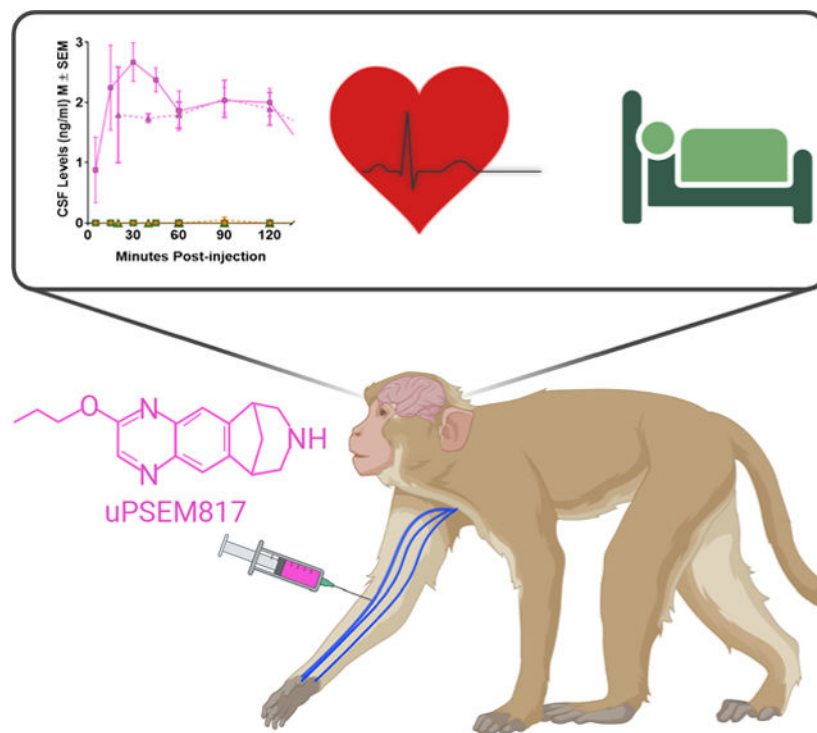 CSF Levels (ng/ml) M ± SEM
3
2
1
0
0 30 60 90 120
Minutes Post-injection
O
N
N
NH
uPSEM817